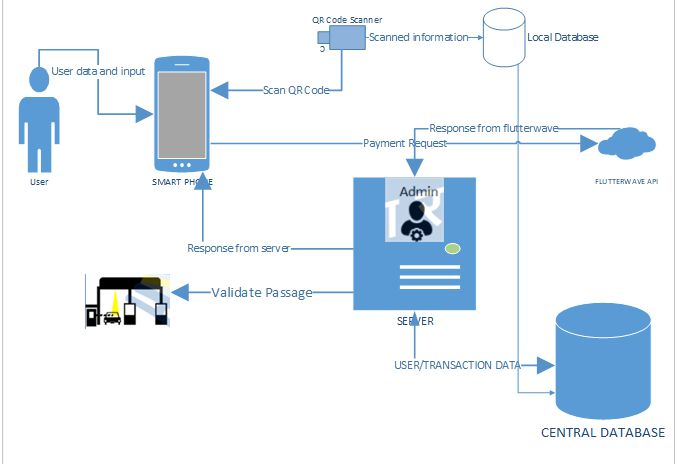 QR Code Scanner
Scanned information
Local Database
User data and input
Scan QR Code
Response from flutterwave
Payment Request
User
SMART PHONE
FLUTTERWAVE API
Admin
Response from server
Validate Passage
SERVER
USER/TRANSACTION DATA
CENTRAL DATABASE